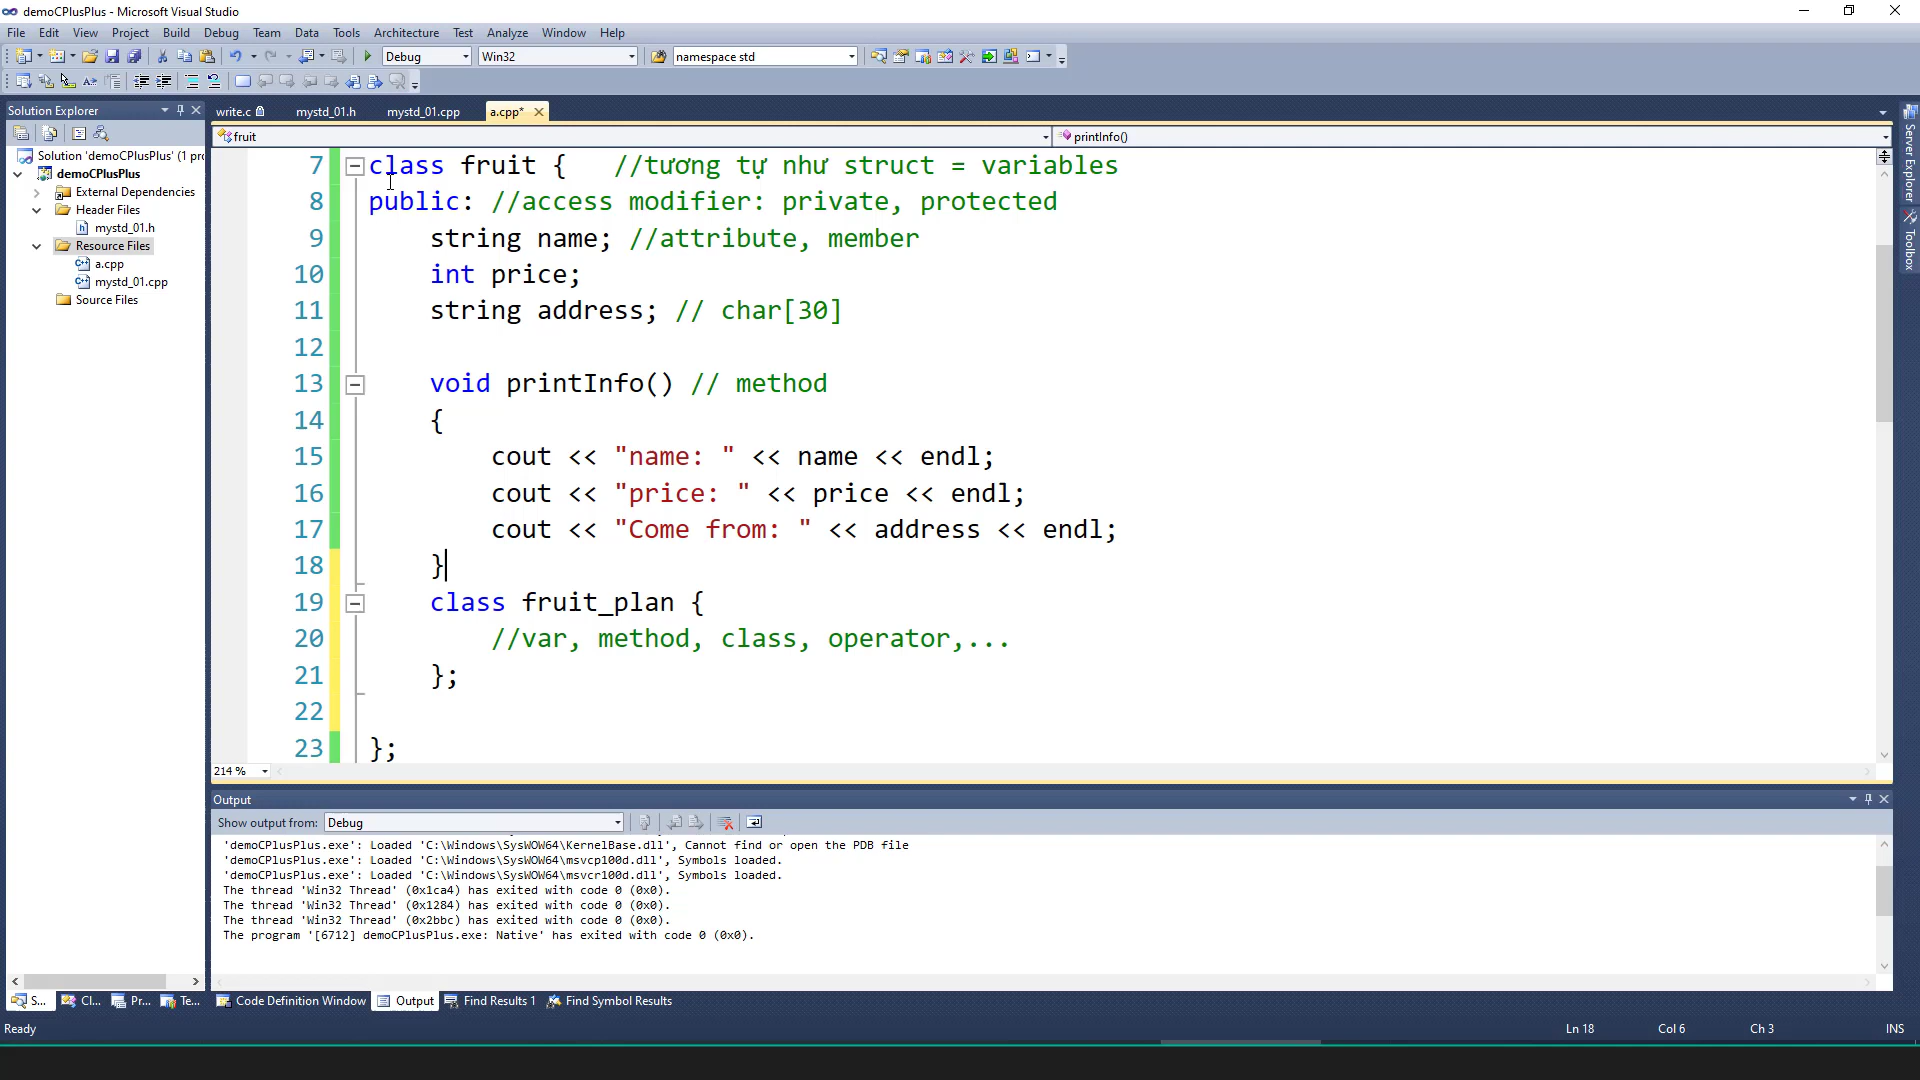 demoCPlusPlus - Microsoft Visual Studio
File Edit View Project Build Debug Team Data Tools Architecture Test Analyze Window Help
Debug Win32 namespace std
Solution Explorer
write.c mystd_01.h mystd_01.cpp a.cpp*
fruit printInfo()
Solution 'demoCPlusPlus' (1 pro
demoCPlusPlus
External Dependencies
Header Files
mystd_01.h
Resource Files
a.cpp
mystd_01.cpp
Source Files
7 class fruit { //tương tự như struct = variables
8 public: //access modifier: private, protected
9 string name; //attribute, member
10 int price;
11 string address; // char[30]
12
13 void printInfo() // method
14 {
15 cout << "name: " << name << endl;
16 cout << "price: " << price << endl;
17 cout << "Come from: " << address << endl;
18 }
19 class fruit_plan {
20 //var, method, class, operator,...
21 };
22
23 };
214 %
Server Explorer
Toolbox
Output
Show output from: Debug
'demoCPlusPlus.exe': Loaded 'C:\Windows\SysWOW64\KernelBase.dll', Cannot find or open the PDB file
'demoCPlusPlus.exe': Loaded 'C:\Windows\SysWOW64\msvcp100d.dll', Symbols loaded.
'demoCPlusPlus.exe': Loaded 'C:\Windows\SysWOW64\msvcr100d.dll', Symbols loaded.
The thread 'Win32 Thread' (0x1ca4) has exited with code 0 (0x0).
The thread 'Win32 Thread' (0x1284) has exited with code 0 (0x0).
The thread 'Win32 Thread' (0x2bbc) has exited with code 0 (0x0).
The program '[6712] demoCPlusPlus.exe: Native' has exited with code 0 (0x0).
S... Cl... Pr... Te... Code Definition Window Output Find Results 1 Find Symbol Results
Ready Ln 18 Col 6 Ch 3 INS